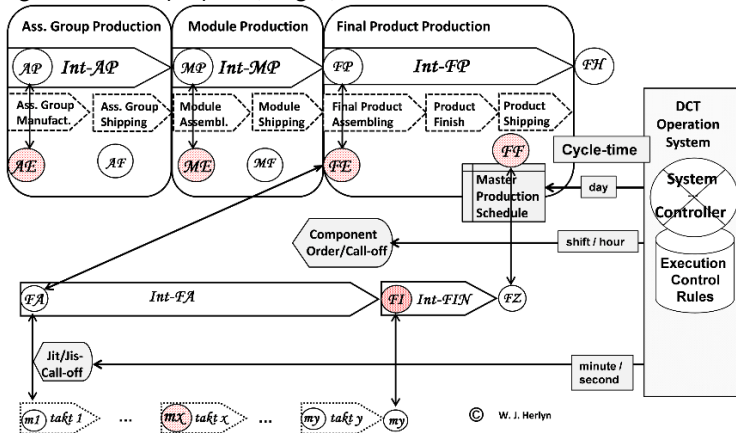 Ass. Group Production
Module Production
Final Product Production
AP
Int-AP
MP
Int-MP
FP
Int-FP
FH
Ass. Group
Manufact.
Ass. Group
Shipping
Module
Assembl.
Module
Shipping
Final Product
Assembling
Product
Finish
Product
Shipping
DCT
Operation
System
AE
AF
ME
MF
FE
FF
Cycle-time
Master
Production
Schedule
day
System
Controller
Component
Order/Call-off
shift / hour
Execution
Control
Rules
FA
Int-FA
FI
Int-FIN
FZ
Jit/Jis-
Call-off
minute /
second
m1 takt 1
...
mx takt x
...
my takt y
my
© W. J. Herlyn